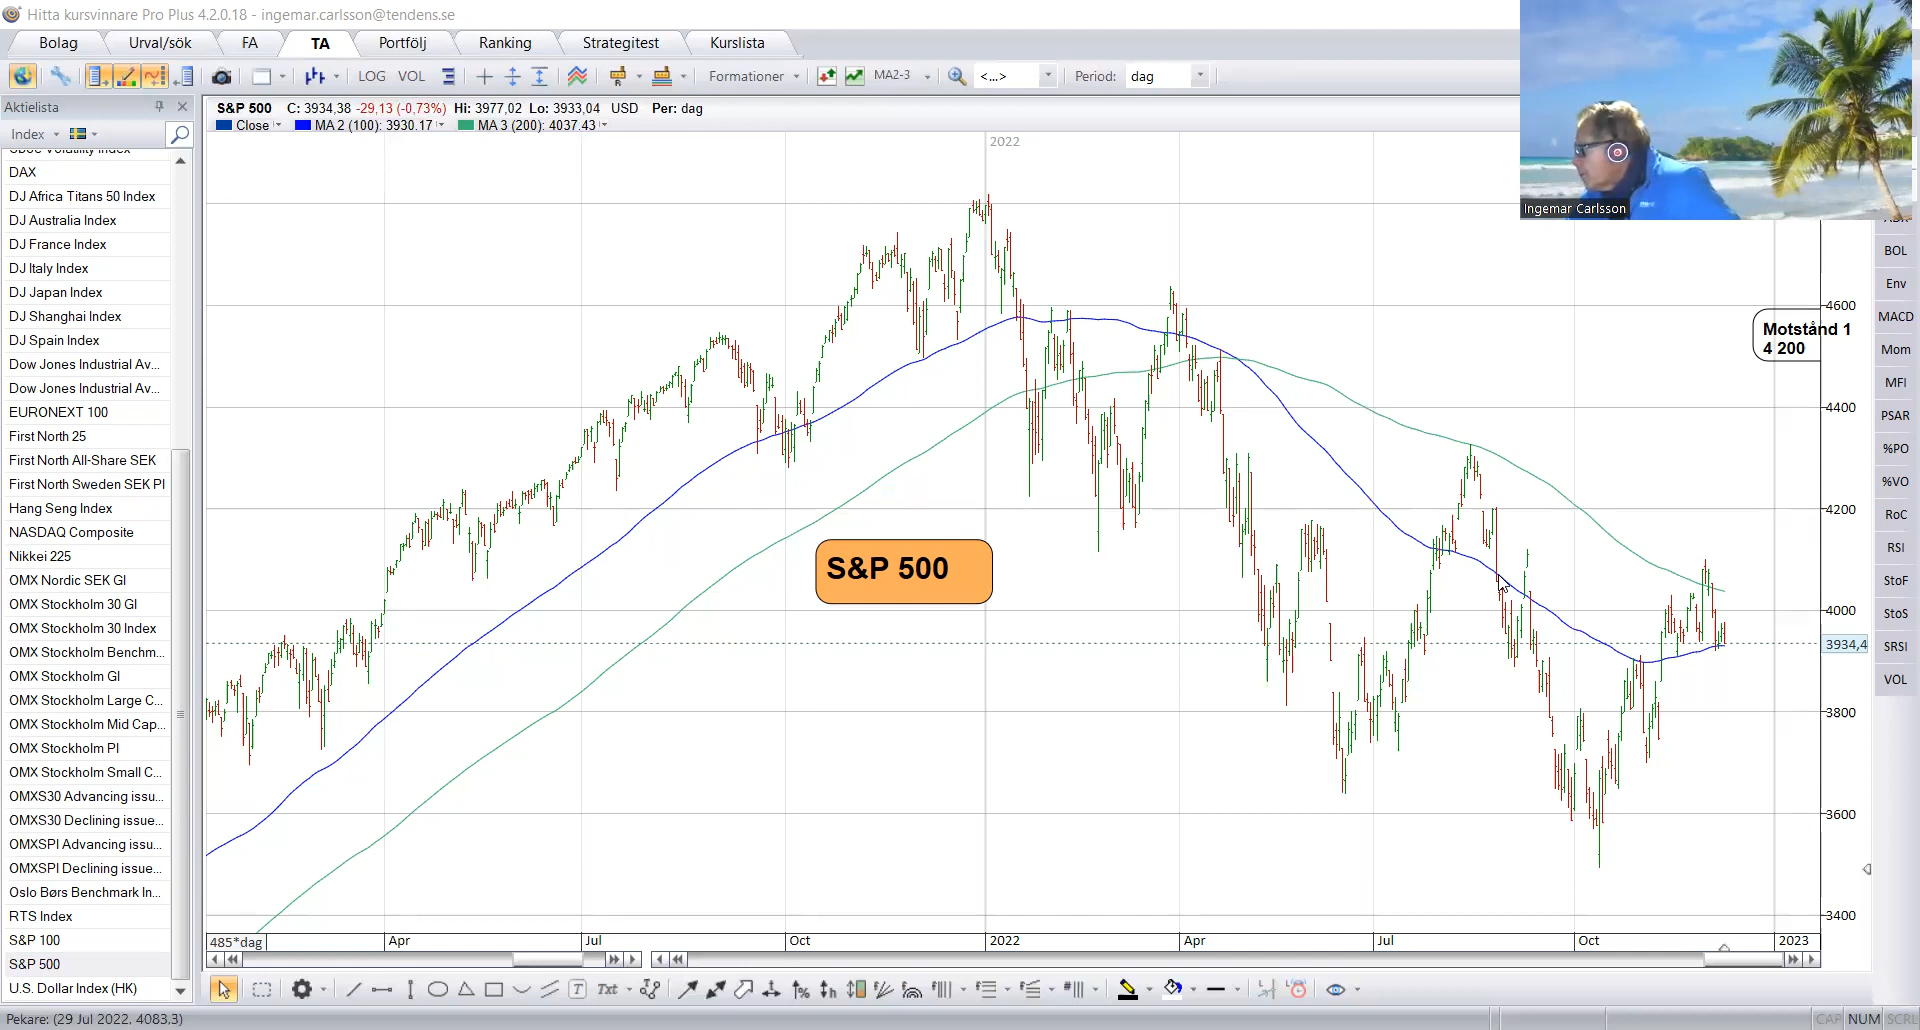 Hitta kursvinnare Pro Plus 4.2.0.18 - ingemar.carlsson@tendens.se
Bolag Urval/sök FA TA Portfölj Ranking Strategitest Kurslista
LOG VOL Formationer MA2-3 <...> Period: dag
Aktielista
Index
S&P 500 C: 3934,38 -29,13 (-0,73%) Hi: 3977,02 Lo: 3933,04 USD Per: dag
Close MA 2 (100): 3930.17 MA 3 (200): 4037.43
2022
Ingemar Carlsson
DAX
DJ Africa Titans 50 Index
DJ Australia Index
DJ France Index
DJ Italy Index
DJ Japan Index
DJ Shanghai Index
DJ Spain Index
Dow Jones Industrial Av...
Dow Jones Industrial Av...
EURONEXT 100
First North 25
First North All-Share SEK
First North Sweden SEK PI
Hang Seng Index
NASDAQ Composite
Nikkei 225
OMX Nordic SEK GI
OMX Stockholm 30 GI
OMX Stockholm 30 Index
OMX Stockholm Benchm...
OMX Stockholm GI
OMX Stockholm Large C...
OMX Stockholm Mid Cap...
OMX Stockholm PI
OMX Stockholm Small C...
OMXS30 Advancing issu...
OMXS30 Declining issue...
OMXSPI Advancing issu...
OMXSPI Declining issue...
Oslo Børs Benchmark In...
RTS Index
S&P 100
S&P 500
U.S. Dollar Index (HK)
S&P 500
Motstånd 1
4 200
4600
4400
4200
4000
3934,4
3800
3600
3400
BOL
Env
MACD
Mom
MFI
PSAR
%PO
%VO
RoC
RSI
StoF
StoS
SRSI
VOL
485*dag Apr Jul Oct 2022 Apr Jul Oct 2023
Txt
Pekare: (29 Jul 2022, 4083,3)
CAP NUM SCRL